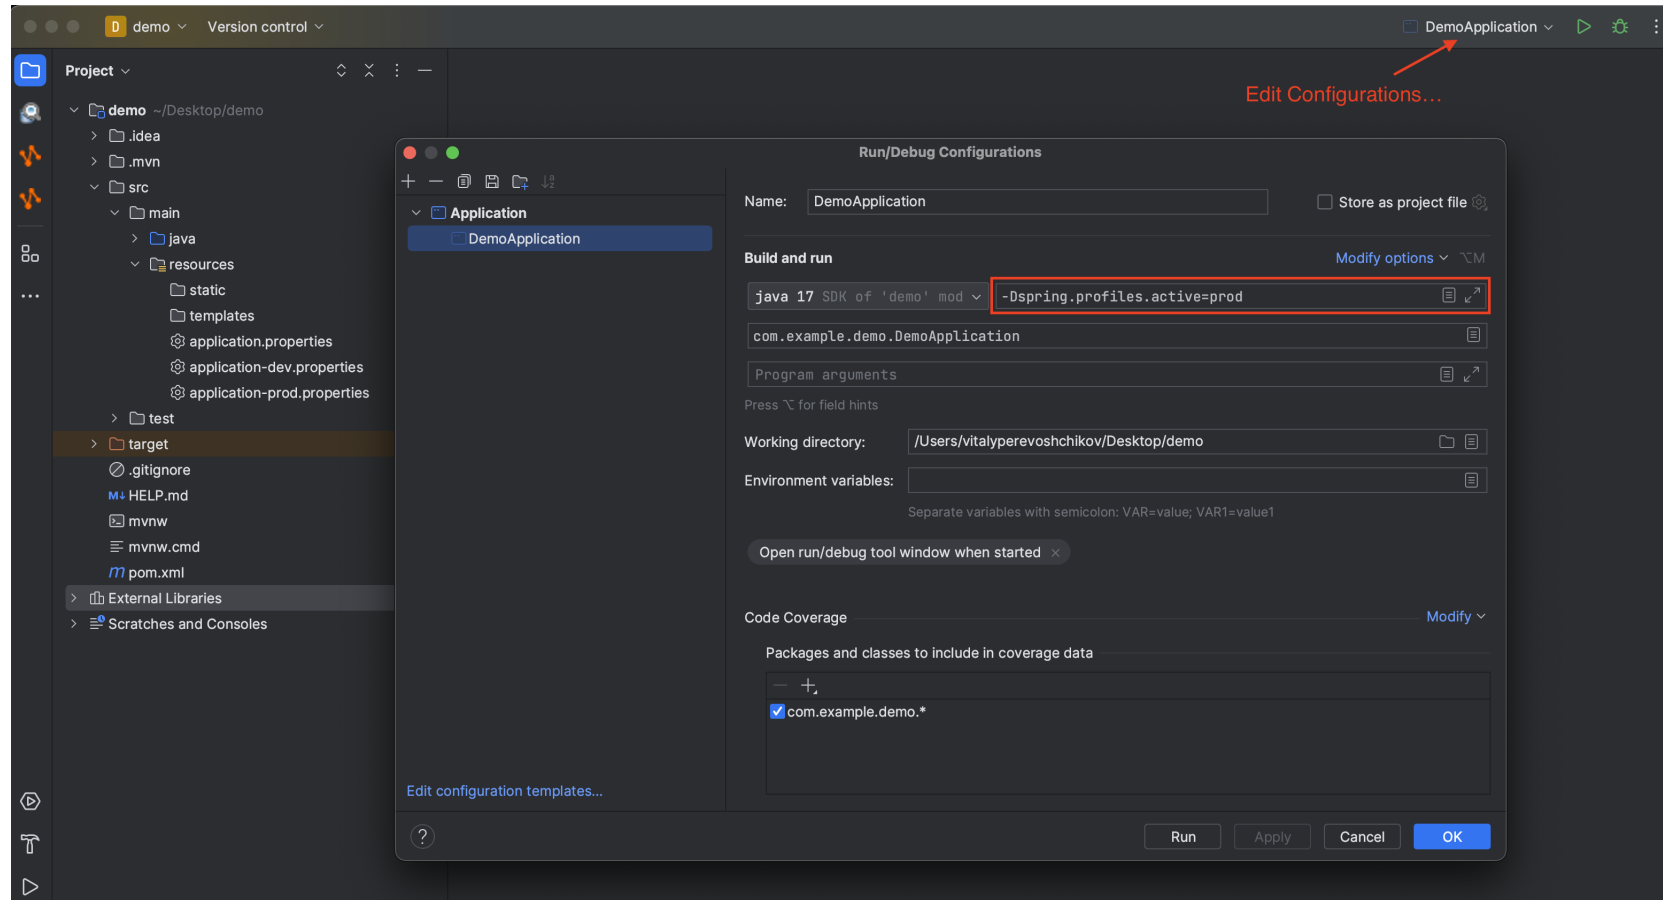 D demo Version control
DemoApplication
Edit Configurations...
Project
demo ~/Desktop/demo
.idea
.mvn
src
main
java
resources
static
templates
application.properties
application-dev.properties
application-prod.properties
test
target
.gitignore
M↓ HELP.md
mvnw
mvnw.cmd
m pom.xml
External Libraries
Scratches and Consoles
Run/Debug Configurations
Application
DemoApplication
Edit configuration templates...
Name: DemoApplication Store as project file
Build and run Modify options ⌥M
java 17 SDK of 'demo' mod -Dspring.profiles.active=prod
com.example.demo.DemoApplication
Program arguments
Press ⌥ for field hints
Working directory: /Users/vitalyperevoshchikov/Desktop/demo
Environment variables:
Separate variables with semicolon: VAR=value; VAR1=value1
Open run/debug tool window when started
Code Coverage Modify
Packages and classes to include in coverage data
com.example.demo.*
? Run Apply Cancel OK